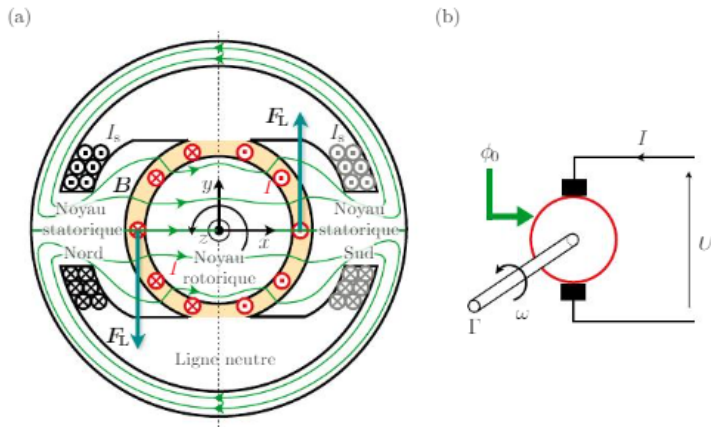 (a)
(b)
I_s
I_s
F_L
B
I
y
Noyau
statorique
Nord
z
x
Noyau
rotorique
I
Noyau
statorique
Sud
F_L
Ligne neutre
ϕ_0
I
U
Γ
ω